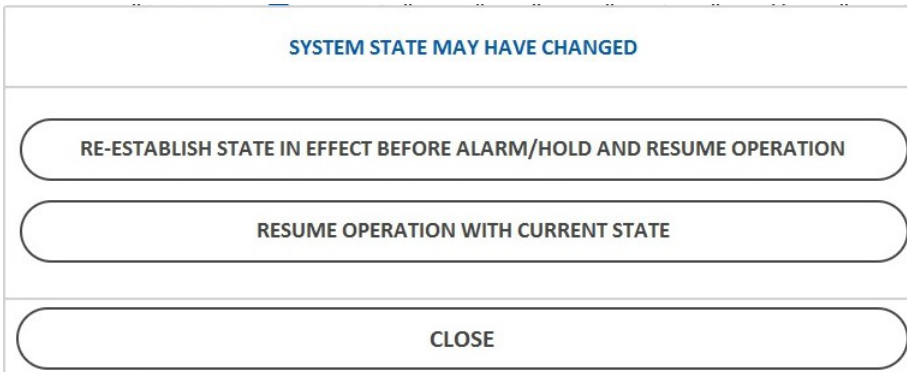 SYSTEM STATE MAY HAVE CHANGED
RE-ESTABLISH STATE IN EFFECT BEFORE ALARM/HOLD AND RESUME OPERATION
RESUME OPERATION WITH CURRENT STATE
CLOSE